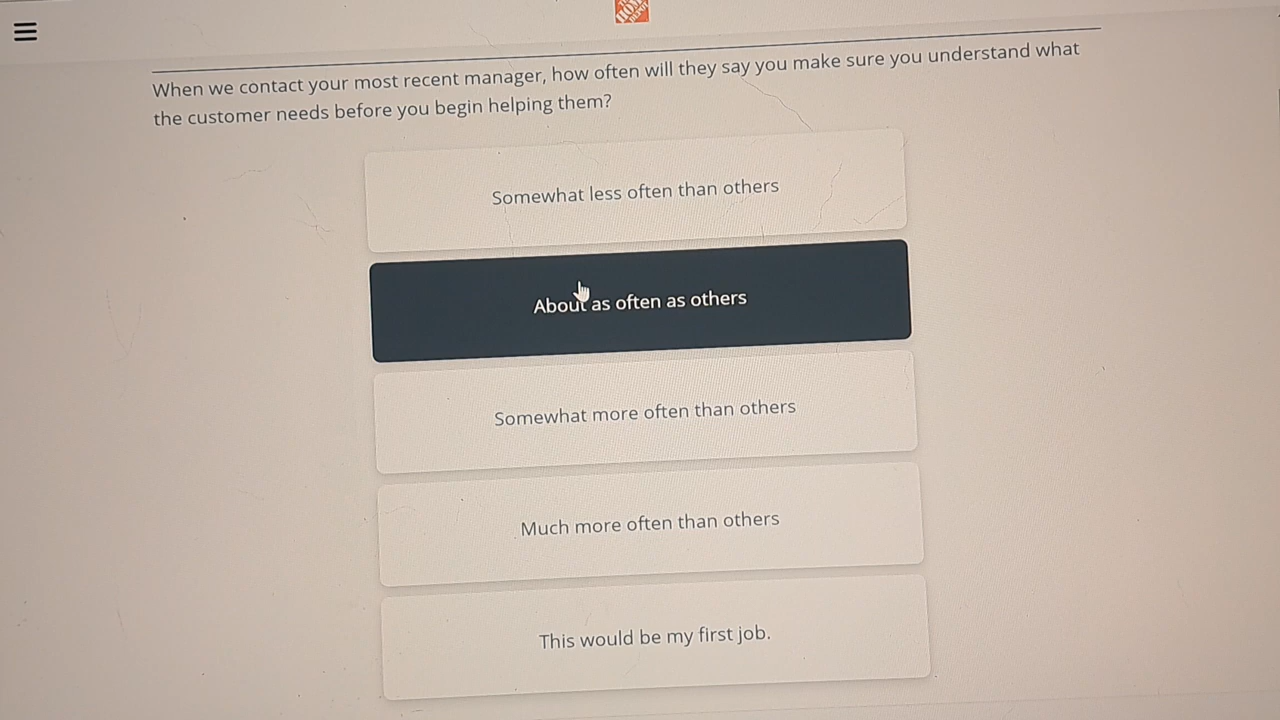 When we contact your most recent manager, how often will they say you make sure you understand what
the customer needs before you begin helping them?
Somewhat less often than others
About as often as others
Somewhat more often than others
Much more often than others
This would be my first job.